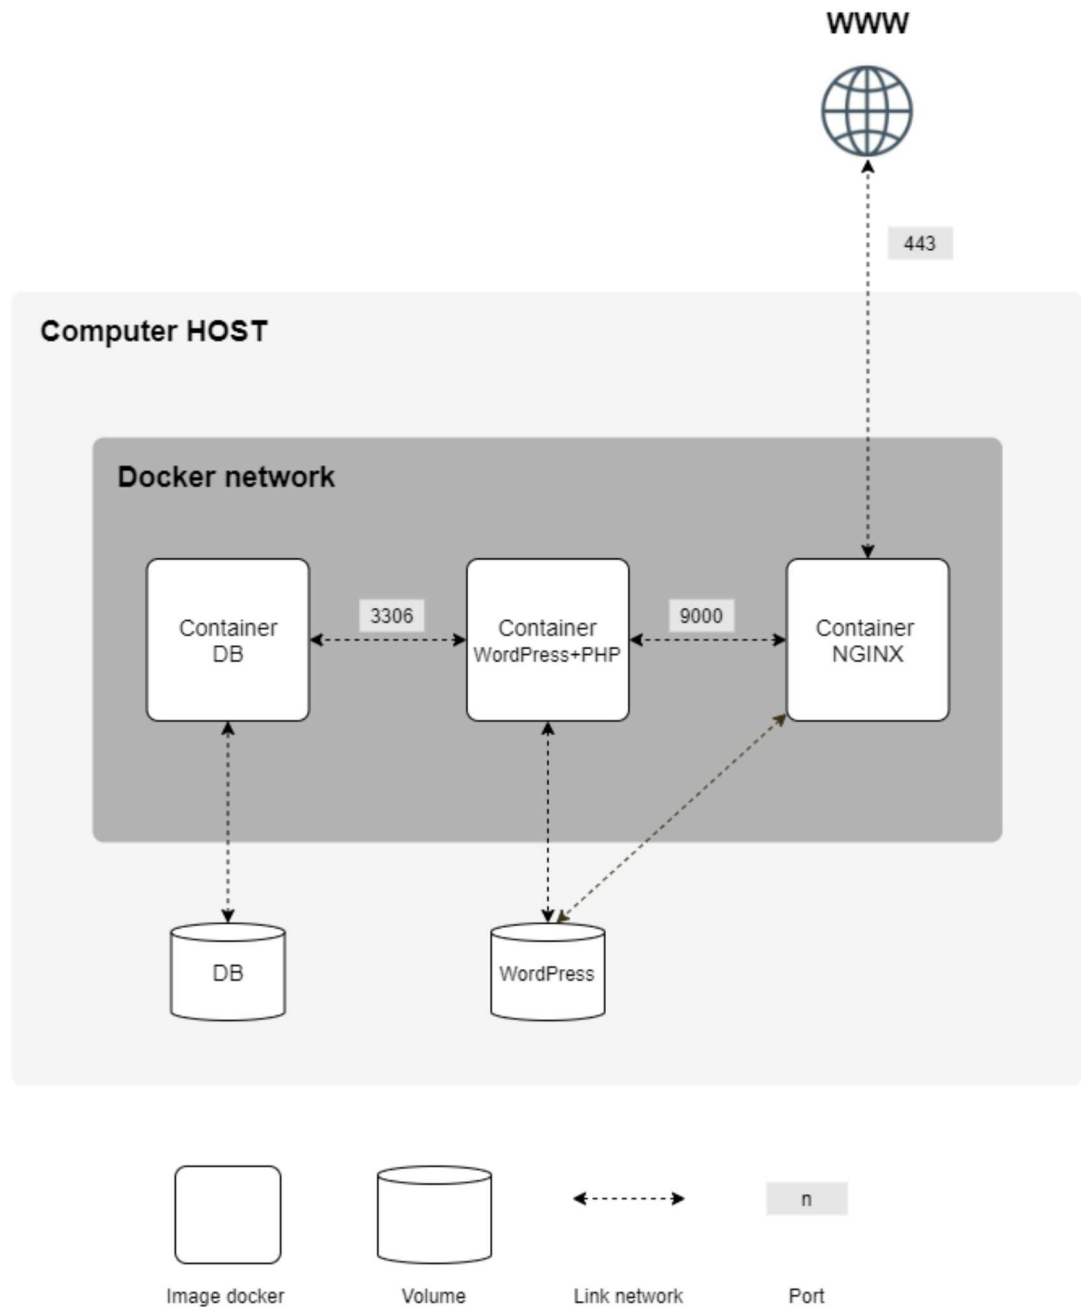 WWW
443
Computer HOST
Docker network
Container
DB
3306
Container
WordPress+PHP
9000
Container
NGINX
DB
WordPress
n
Image docker
Volume
Link network
Port